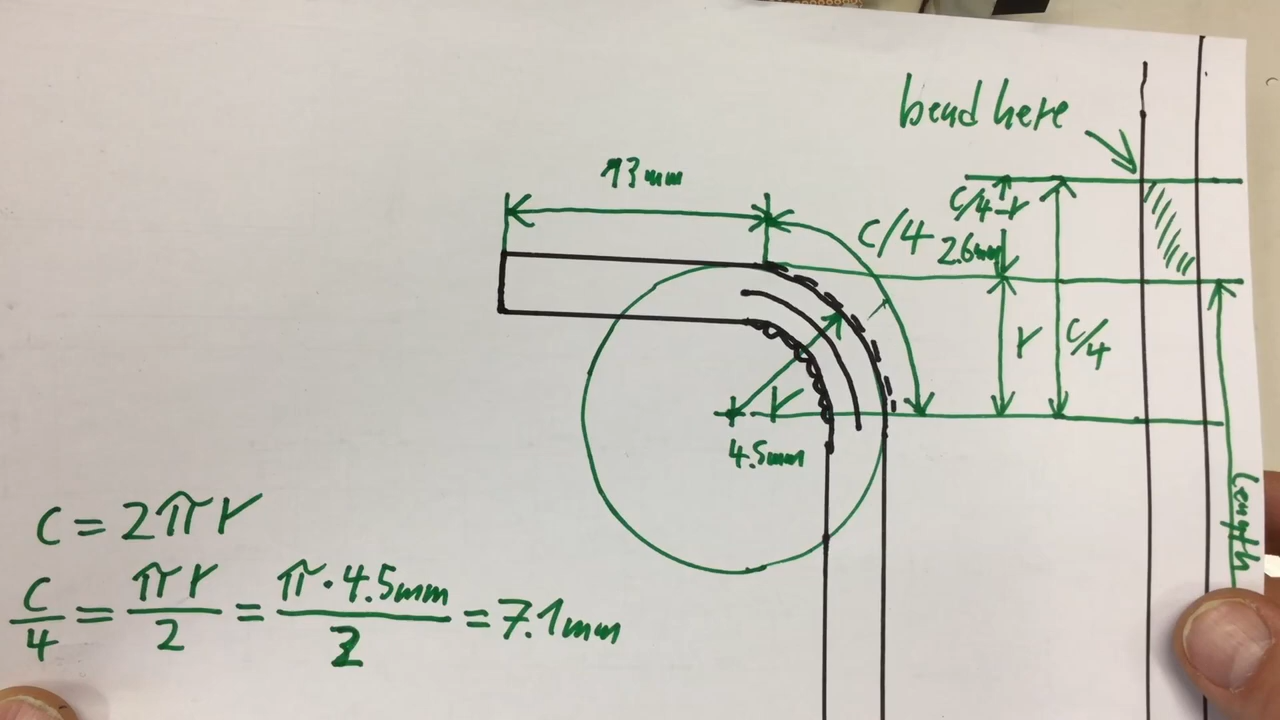 bend here
13mm
C/4-r
C/4
2.6mm
r
C/4
r
4.5mm
Length
C = 2πr
C/4 = πr/2 = π·4.5mm/2 = 7.1mm